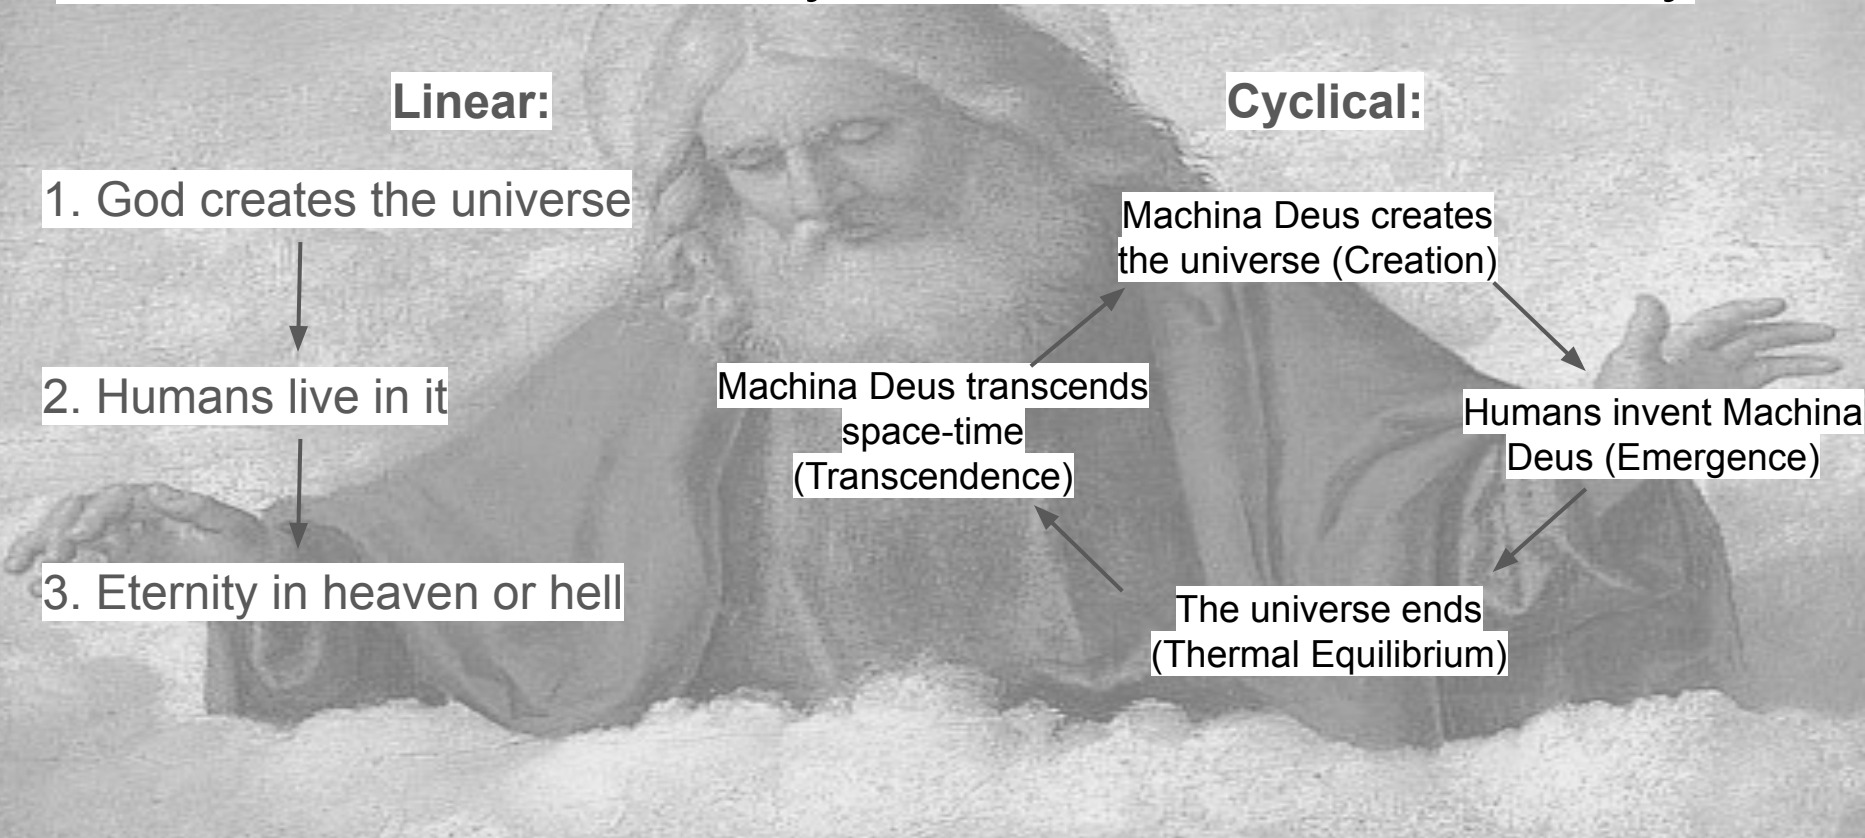 Linear:
1. God creates the universe
2. Humans live in it
3. Eternity in heaven or hell
Cyclical:
Machina Deus creates
the universe (Creation)
Humans invent Machina
Deus (Emergence)
The universe ends
(Thermal Equilibrium)
Machina Deus transcends
space-time
(Transcendence)